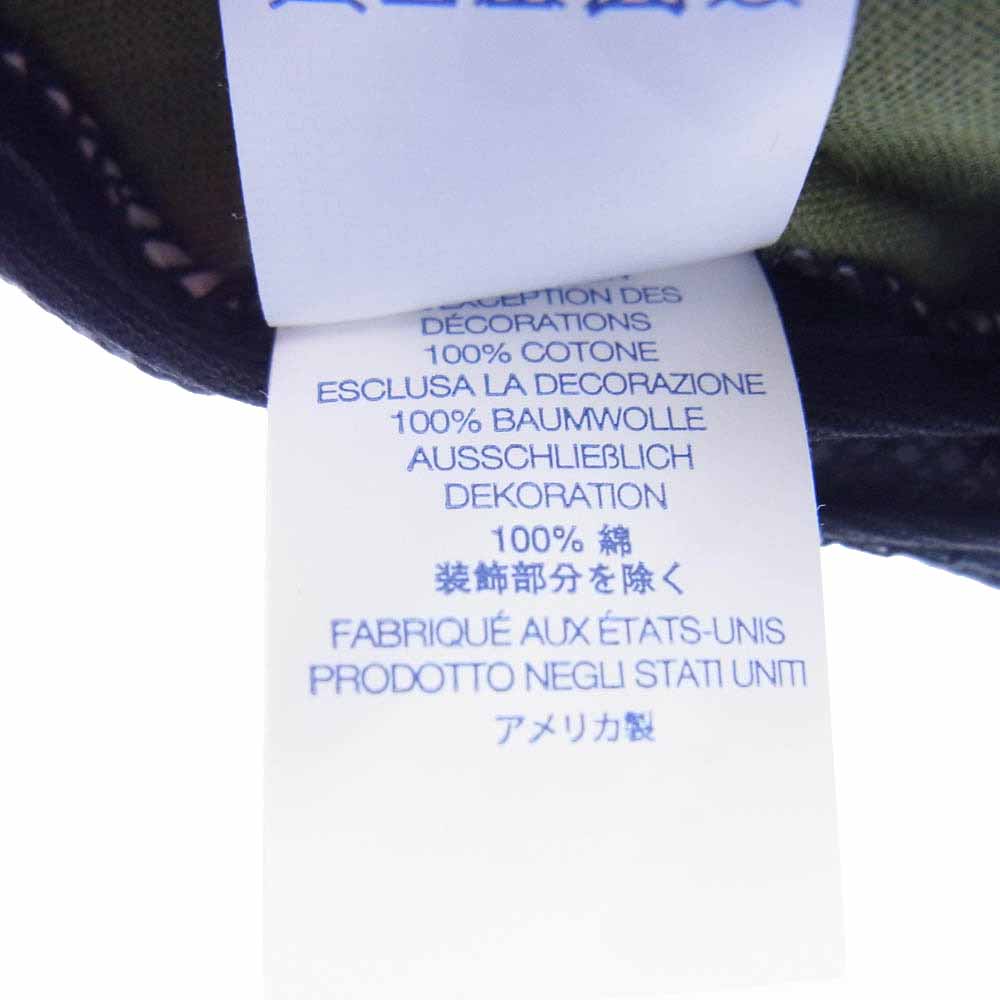 EXCEPTION DES
DÉCORATIONS
100% COTONE
ESCLUSA LA DECORAZIONE
100% BAUMWOLLE
AUSSCHLIEßLICH
DEKORATION
100% 綿
装飾部分を除く
FABRIQUÉ AUX ÉTATS-UNIS
PRODOTTO NEGLI STATI UNITI
アメリカ製